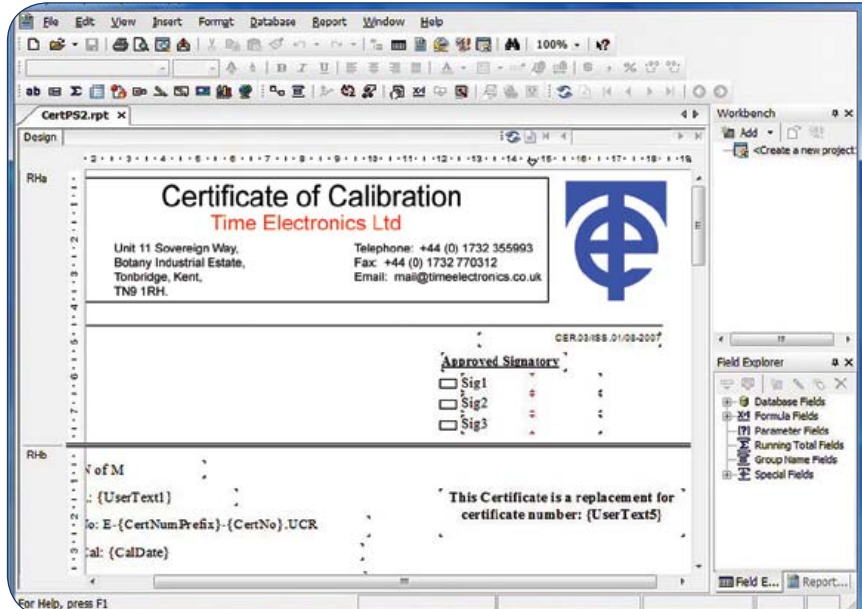 File Edit View Insert Format Database Report Window Help
100%
B I U A $ , %
ab Σ
CertPS2.rpt ×
Design
RHa
Certificate of Calibration
Time Electronics Ltd
Unit 11 Sovereign Way,
Botany Industrial Estate,
Tonbridge, Kent,
TN9 1RH.
Telephone: +44 (0) 1732 355993
Fax: +44 (0) 1732 770312
Email: mail@timeelectronics.co.uk
CER.03/ISS.01/08-2007
Approved Signatory
Sig1
Sig2
Sig3
RHb
of M
.: {UserText1}
o: E-{CertNumPrefix}-{CertNo}.UCR
al: {CalDate}
This Certificate is a replacement for
certificate number: {UserText5}
Workbench
Add
<Create a new project
Field Explorer
Database Fields
Formula Fields
Parameter Fields
Running Total Fields
Group Name Fields
Special Fields
Field E... Report...
For Help, press F1